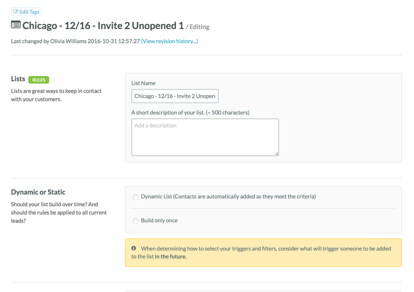 Edit Tags
Chicago - 12/16 - Invite 2 Unopened 1 / Editing
Last changed by Olivia Williams 2016-10-31 12:57:27 (View revision history...)
Lists RULES
Lists are great ways to keep in contact
with your customers.
List Name
Chicago - 12/16 - Invite 2 Unopen
A short description of your list. (~ 500 characters)
Add a description
Dynamic or Static
Should your list build over time? And
should the rules be applied to all current
leads?
Dynamic List (Contacts are automatically added as they meet the criteria)
Build only once
When determining how to select your triggers and filters, consider what will trigger someone to be added
to the list in the future.